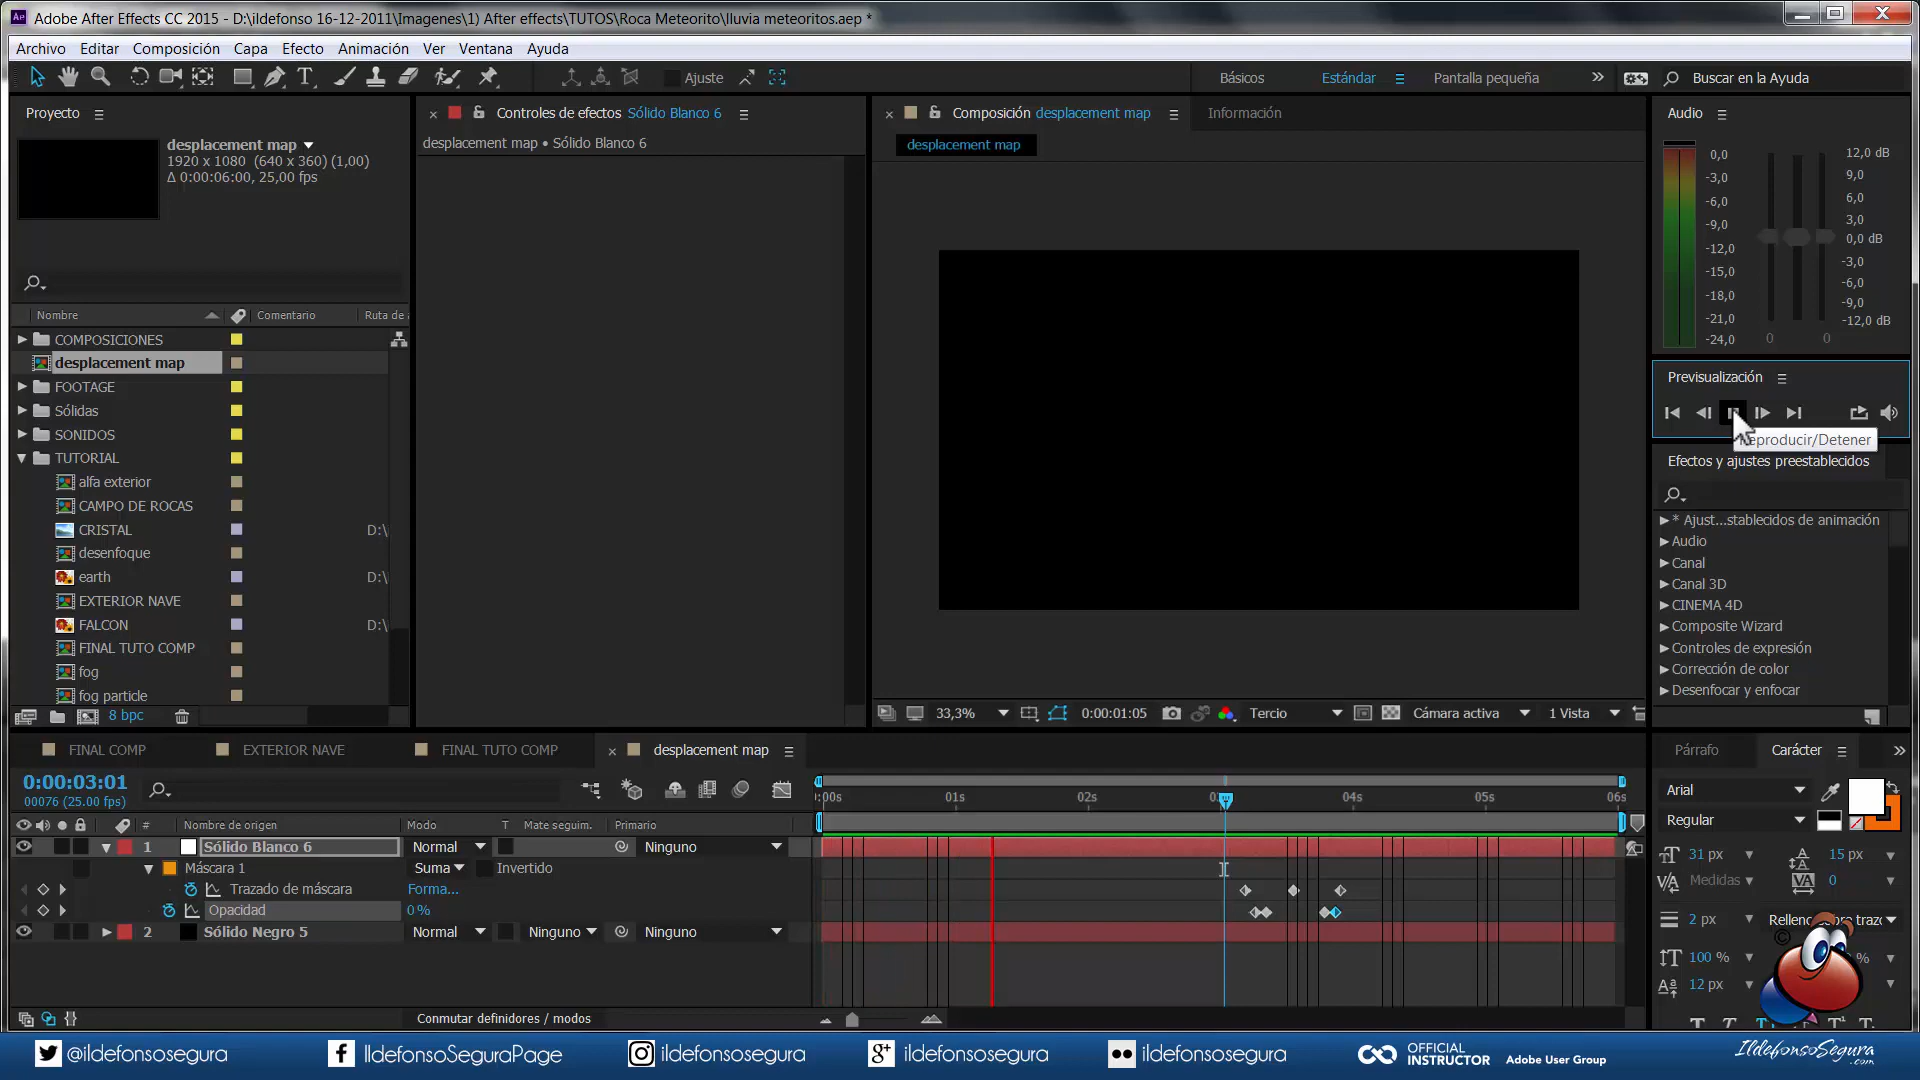 Adobe After Effects CC 2015 - D:\ildefonso 16-12-2011\Imagenes\1) After effects\TUTOS\Roca Meteorito\lluvia meteoritos.aep *
Archivo Editar Composición Capa Efecto Animación Ver Ventana Ayuda
Ajuste Básicos Estándar Pantalla pequeña » Buscar en la Ayuda
Proyecto
desplacement map
1920 x 1080 (640 x 360) (1,00)
Δ 0:00:06:00, 25,00 fps
Nombre Comentario Ruta de a
COMPOSICIONES
desplacement map
FOOTAGE
Sólidas
SONIDOS
TUTORIAL
alfa exterior
CAMPO DE ROCAS
CRISTAL D:\
desenfoque
earth D:\
EXTERIOR NAVE
FALCON D:\
FINAL TUTO COMP
fog
fog particle
8 bpc
Controles de efectos Sólido Blanco 6
desplacement map • Sólido Blanco 6
Composición desplacement map Información
desplacement map
33,3% 0:00:01:05 Tercio Cámara activa 1 Vista
Audio
0,0
-3,0
-6,0
-9,0
-12,0
-15,0
-18,0
-21,0
-24,0
12,0 dB
9,0
6,0
3,0
0,0 dB
-3,0
-6,0
-9,0
-12,0 dB
0 0
Previsualización
Reproducir/Detener
Efectos y ajustes preestablecidos
* Ajust...stablecidos de animación
Audio
Canal
Canal 3D
CINEMA 4D
Composite Wizard
Controles de expresión
Corrección de color
Desenfocar y enfocar
FINAL COMP EXTERIOR NAVE FINAL TUTO COMP desplacement map
0:00:03:01
00076 (25.00 fps)
:00s 01s 02s 04s 05s 06s
# Nombre de origen Modo T Mate seguim. Primario
1 Sólido Blanco 6 Normal Ninguno
Máscara 1 Suma Invertido
Trazado de máscara Forma...
Opacidad 0 %
2 Sólido Negro 5 Normal Ninguno Ninguno
Conmutar definidores / modos
Párrafo Carácter »
Arial
Regular
31 px 15 px
Medidas 0
2 px
100 % %
12 px
@ildefonsosegura IldefonsoSeguraPage ildefonsosegura ildefonsosegura ildefonsosegura
OFFICIAL INSTRUCTOR
Adobe User Group
IldefonsoSegura.com